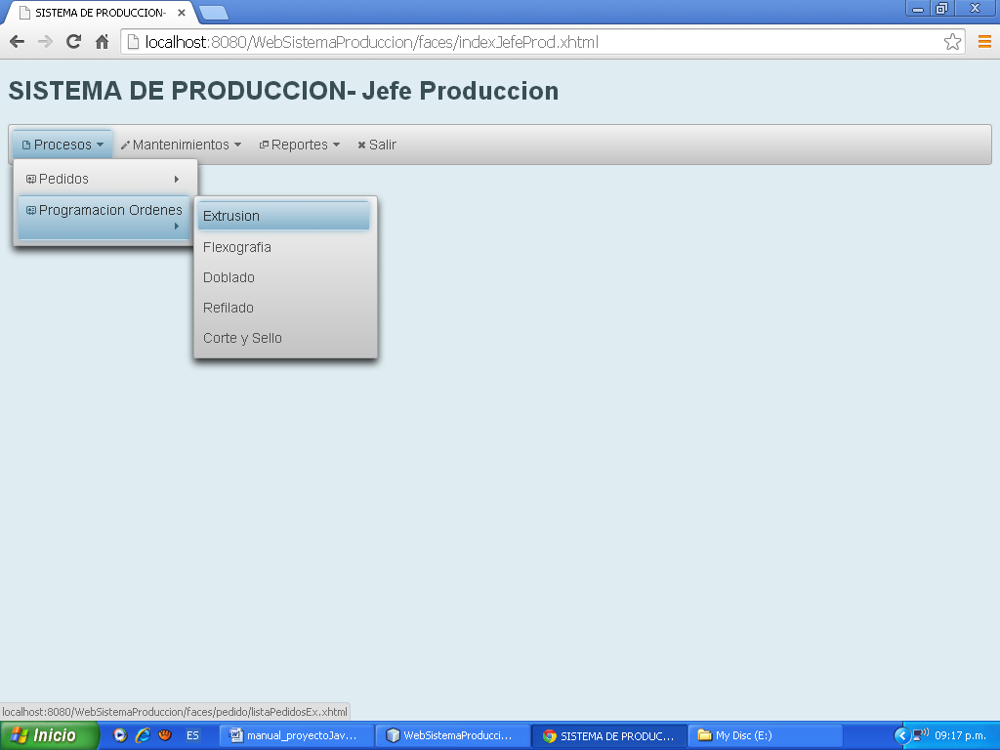 SISTEMA DE PRODUCCION-
localhost:8080/WebSistemaProduccion/faces/indexJefeProd.xhtml
SISTEMA DE PRODUCCION- Jefe Produccion
Procesos Mantenimientos Reportes Salir
Pedidos
Programacion Ordenes
Extrusion
Flexografia
Doblado
Refilado
Corte y Sello
localhost:8080/WebSistemaProduccion/faces/pedido/listaPedidosEx.xhtml
Inicio ES manual_proyectoJav... WebSistemaProducci... SISTEMA DE PRODUC... My Disc (E:) 09:17 p.m.